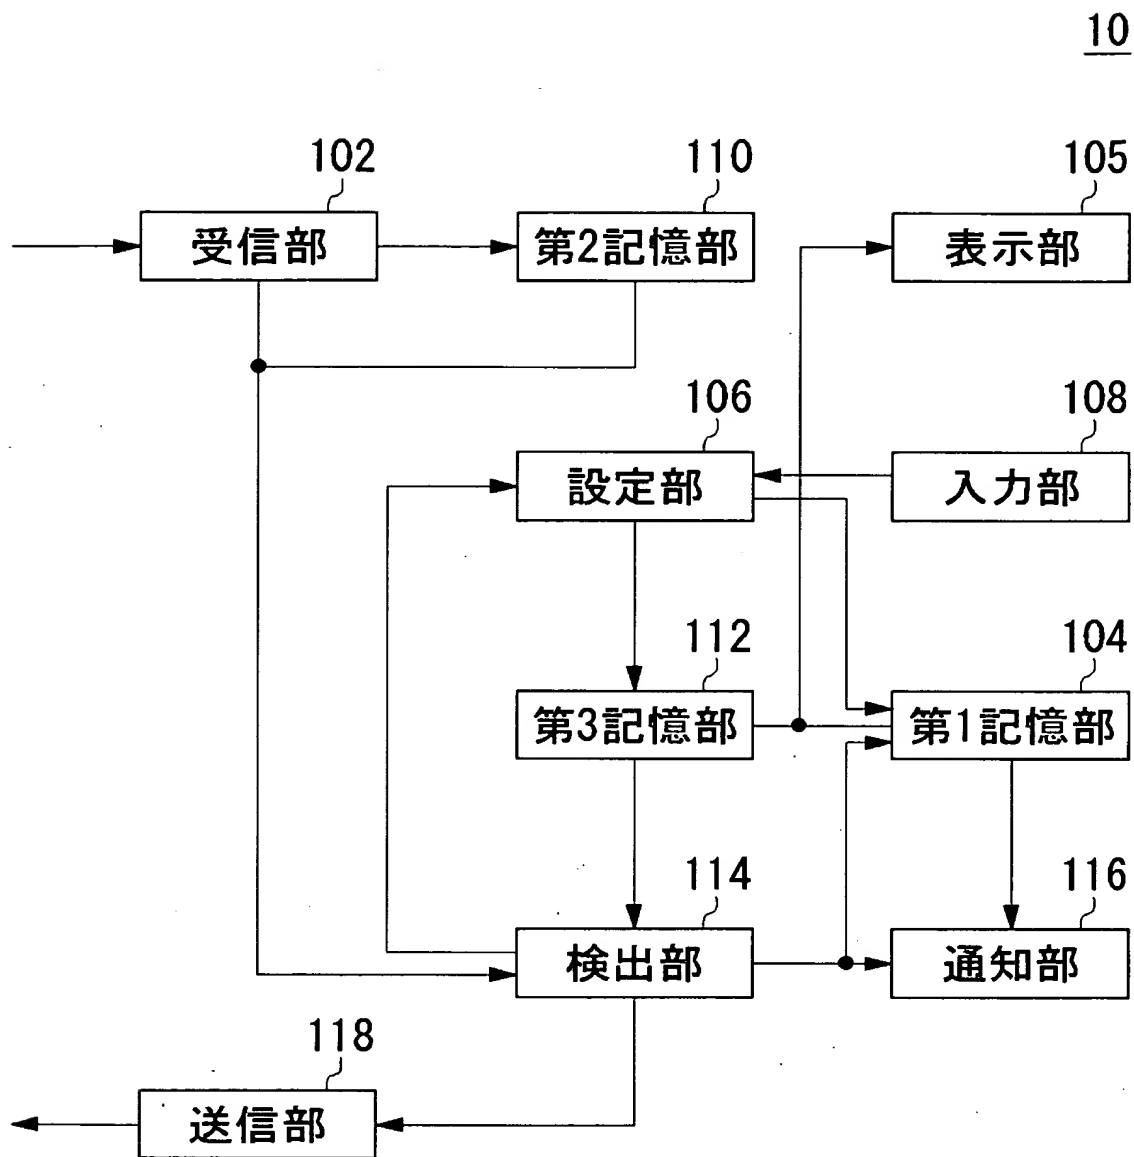 10
102
110
105
受信部
第2記憶部
表示部
106
108
設定部
入力部
112
104
第3記憶部
第1記憶部
114
116
検出部
通知部
118
送信部